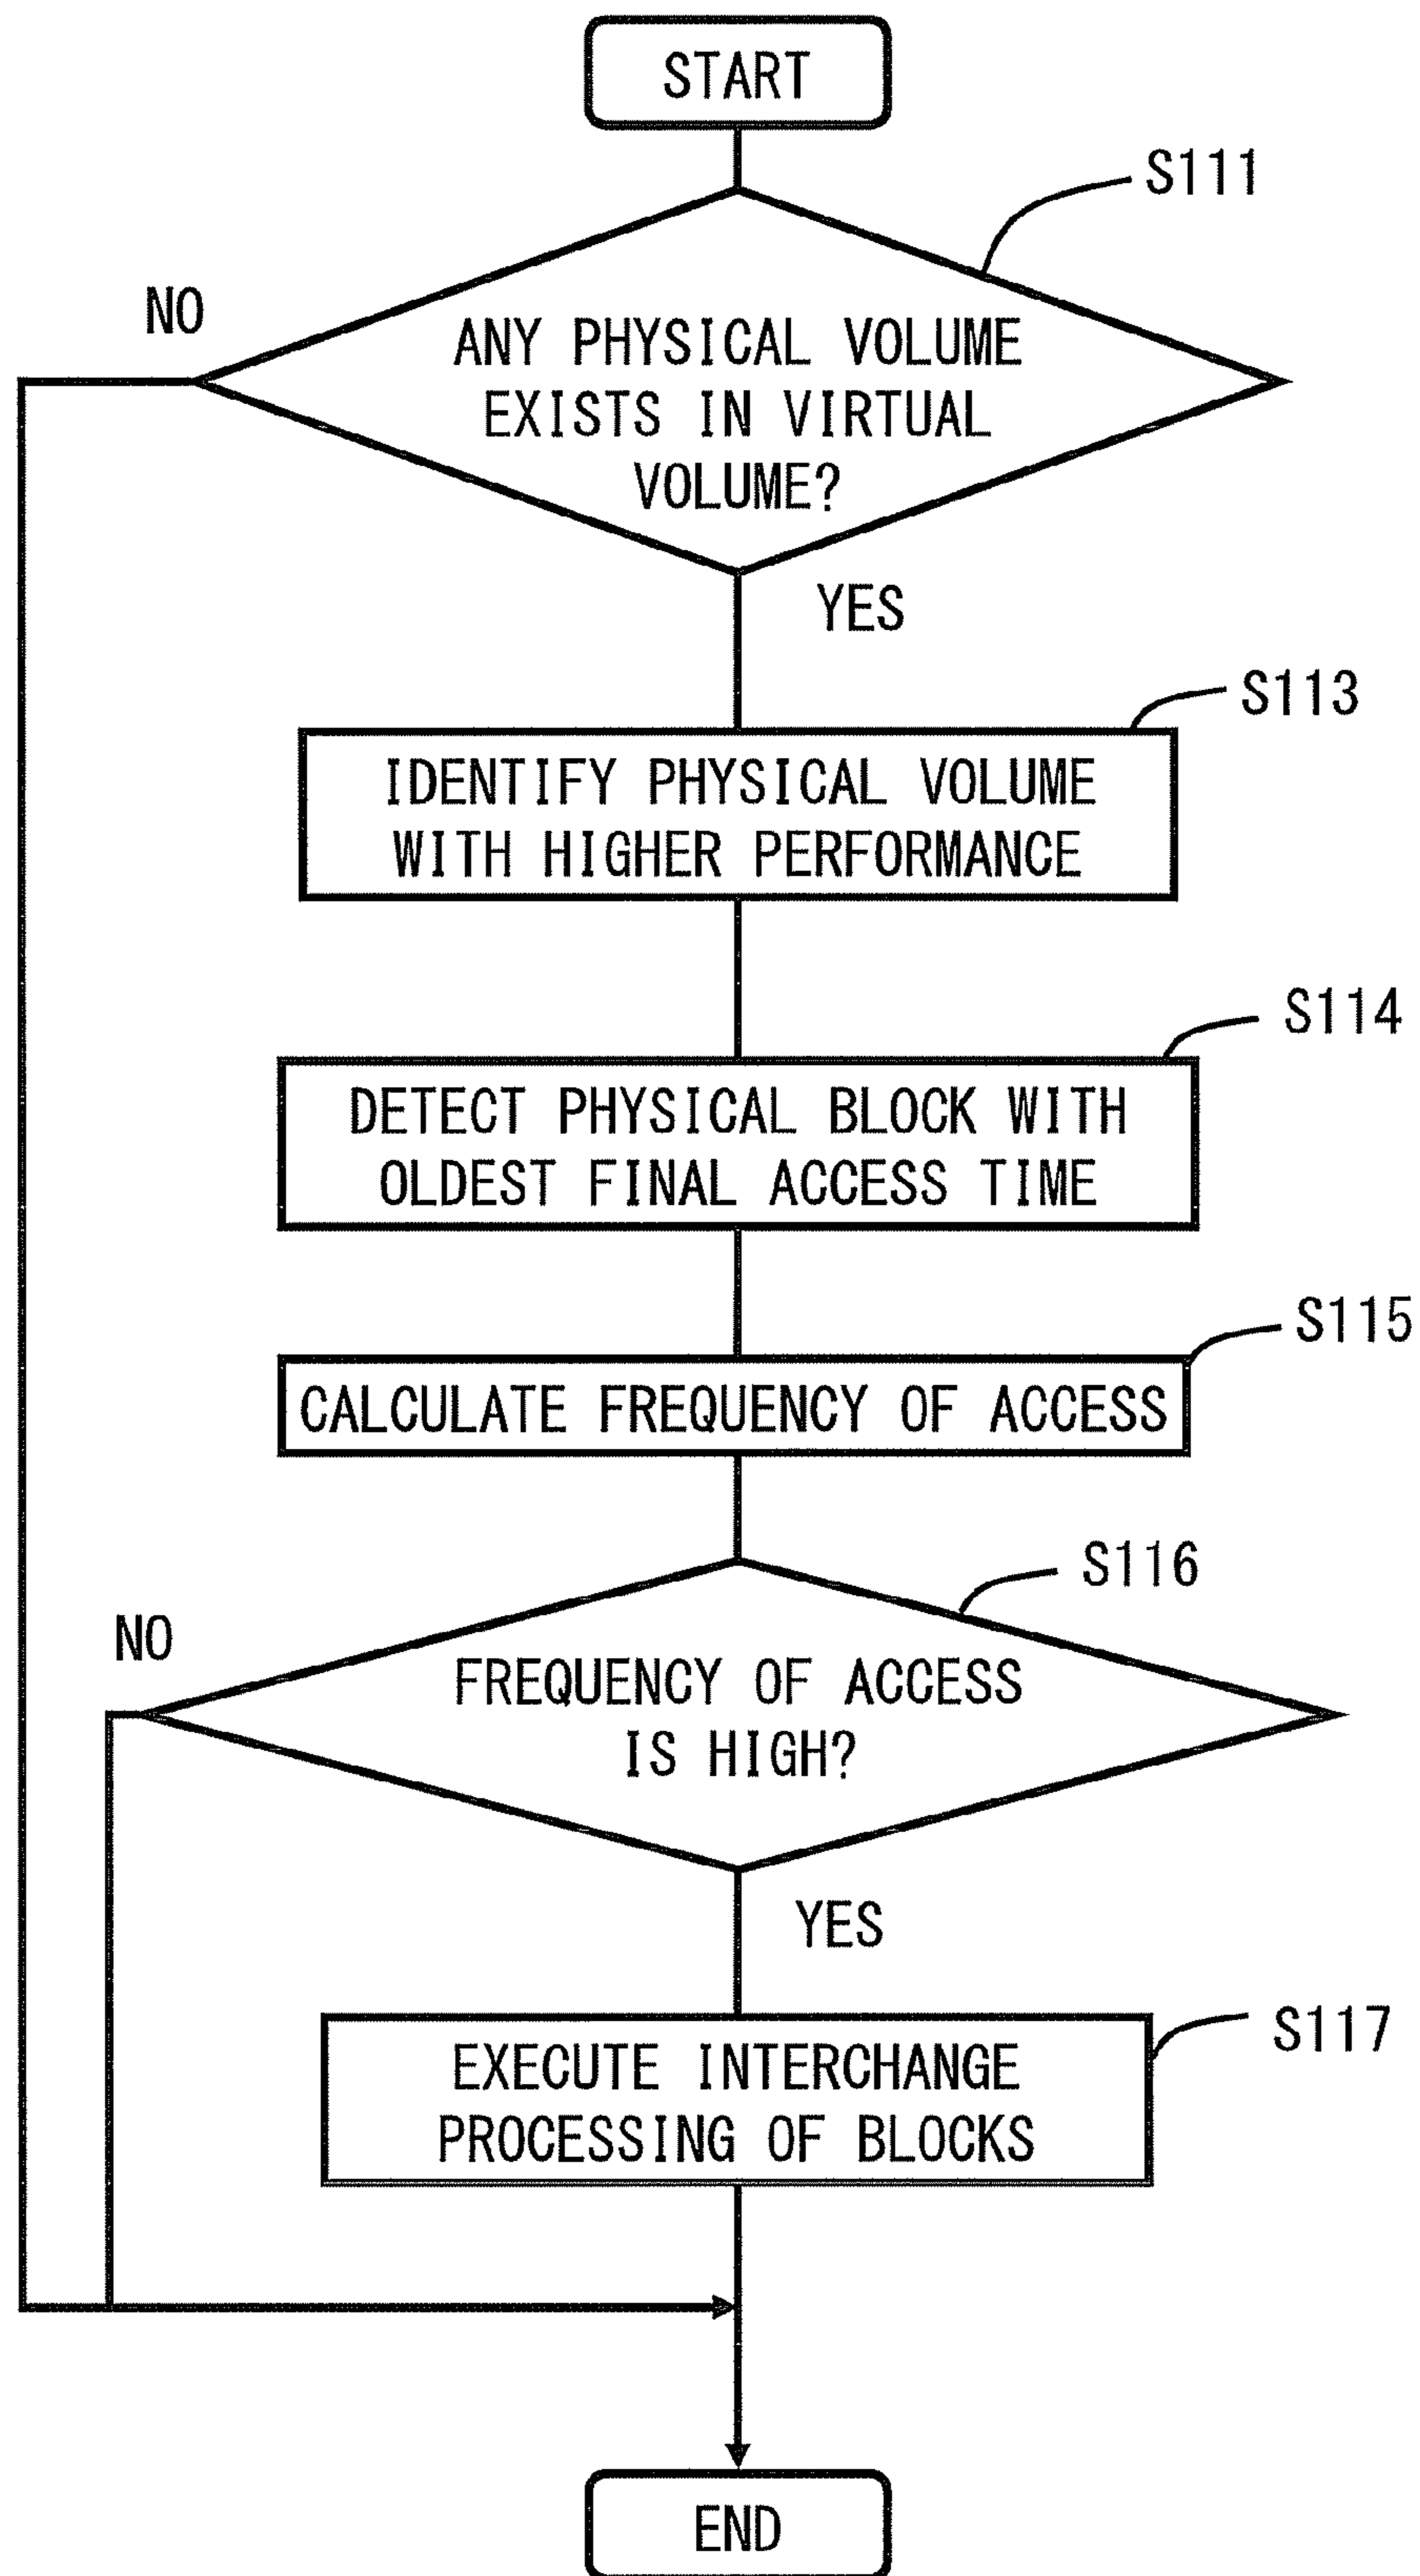 START
S111
NO
ANY PHYSICAL VOLUME
EXISTS IN VIRTUAL
VOLUME?
YES
S113
IDENTIFY PHYSICAL VOLUME
WITH HIGHER PERFORMANCE
S114
DETECT PHYSICAL BLOCK WITH
OLDEST FINAL ACCESS TIME
S115
CALCULATE FREQUENCY OF ACCESS
S116
NO
FREQUENCY OF ACCESS
IS HIGH?
YES
S117
EXECUTE INTERCHANGE
PROCESSING OF BLOCKS
END